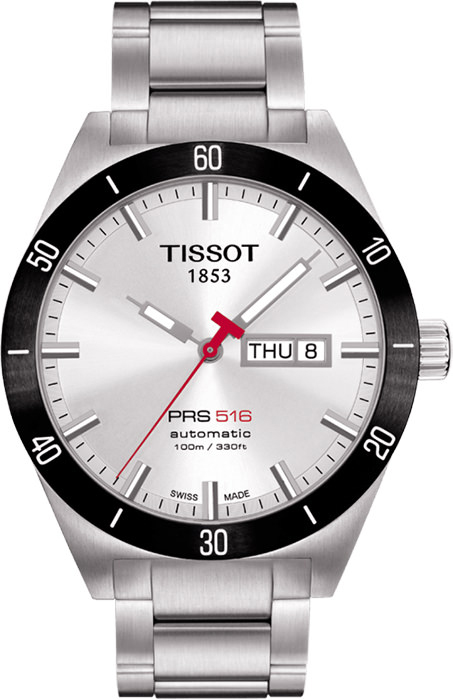 60
50
10
TISSOT
1853
THU 8
PRS 516
automatic
100m / 330ft
40
20
SWISS MADE
30